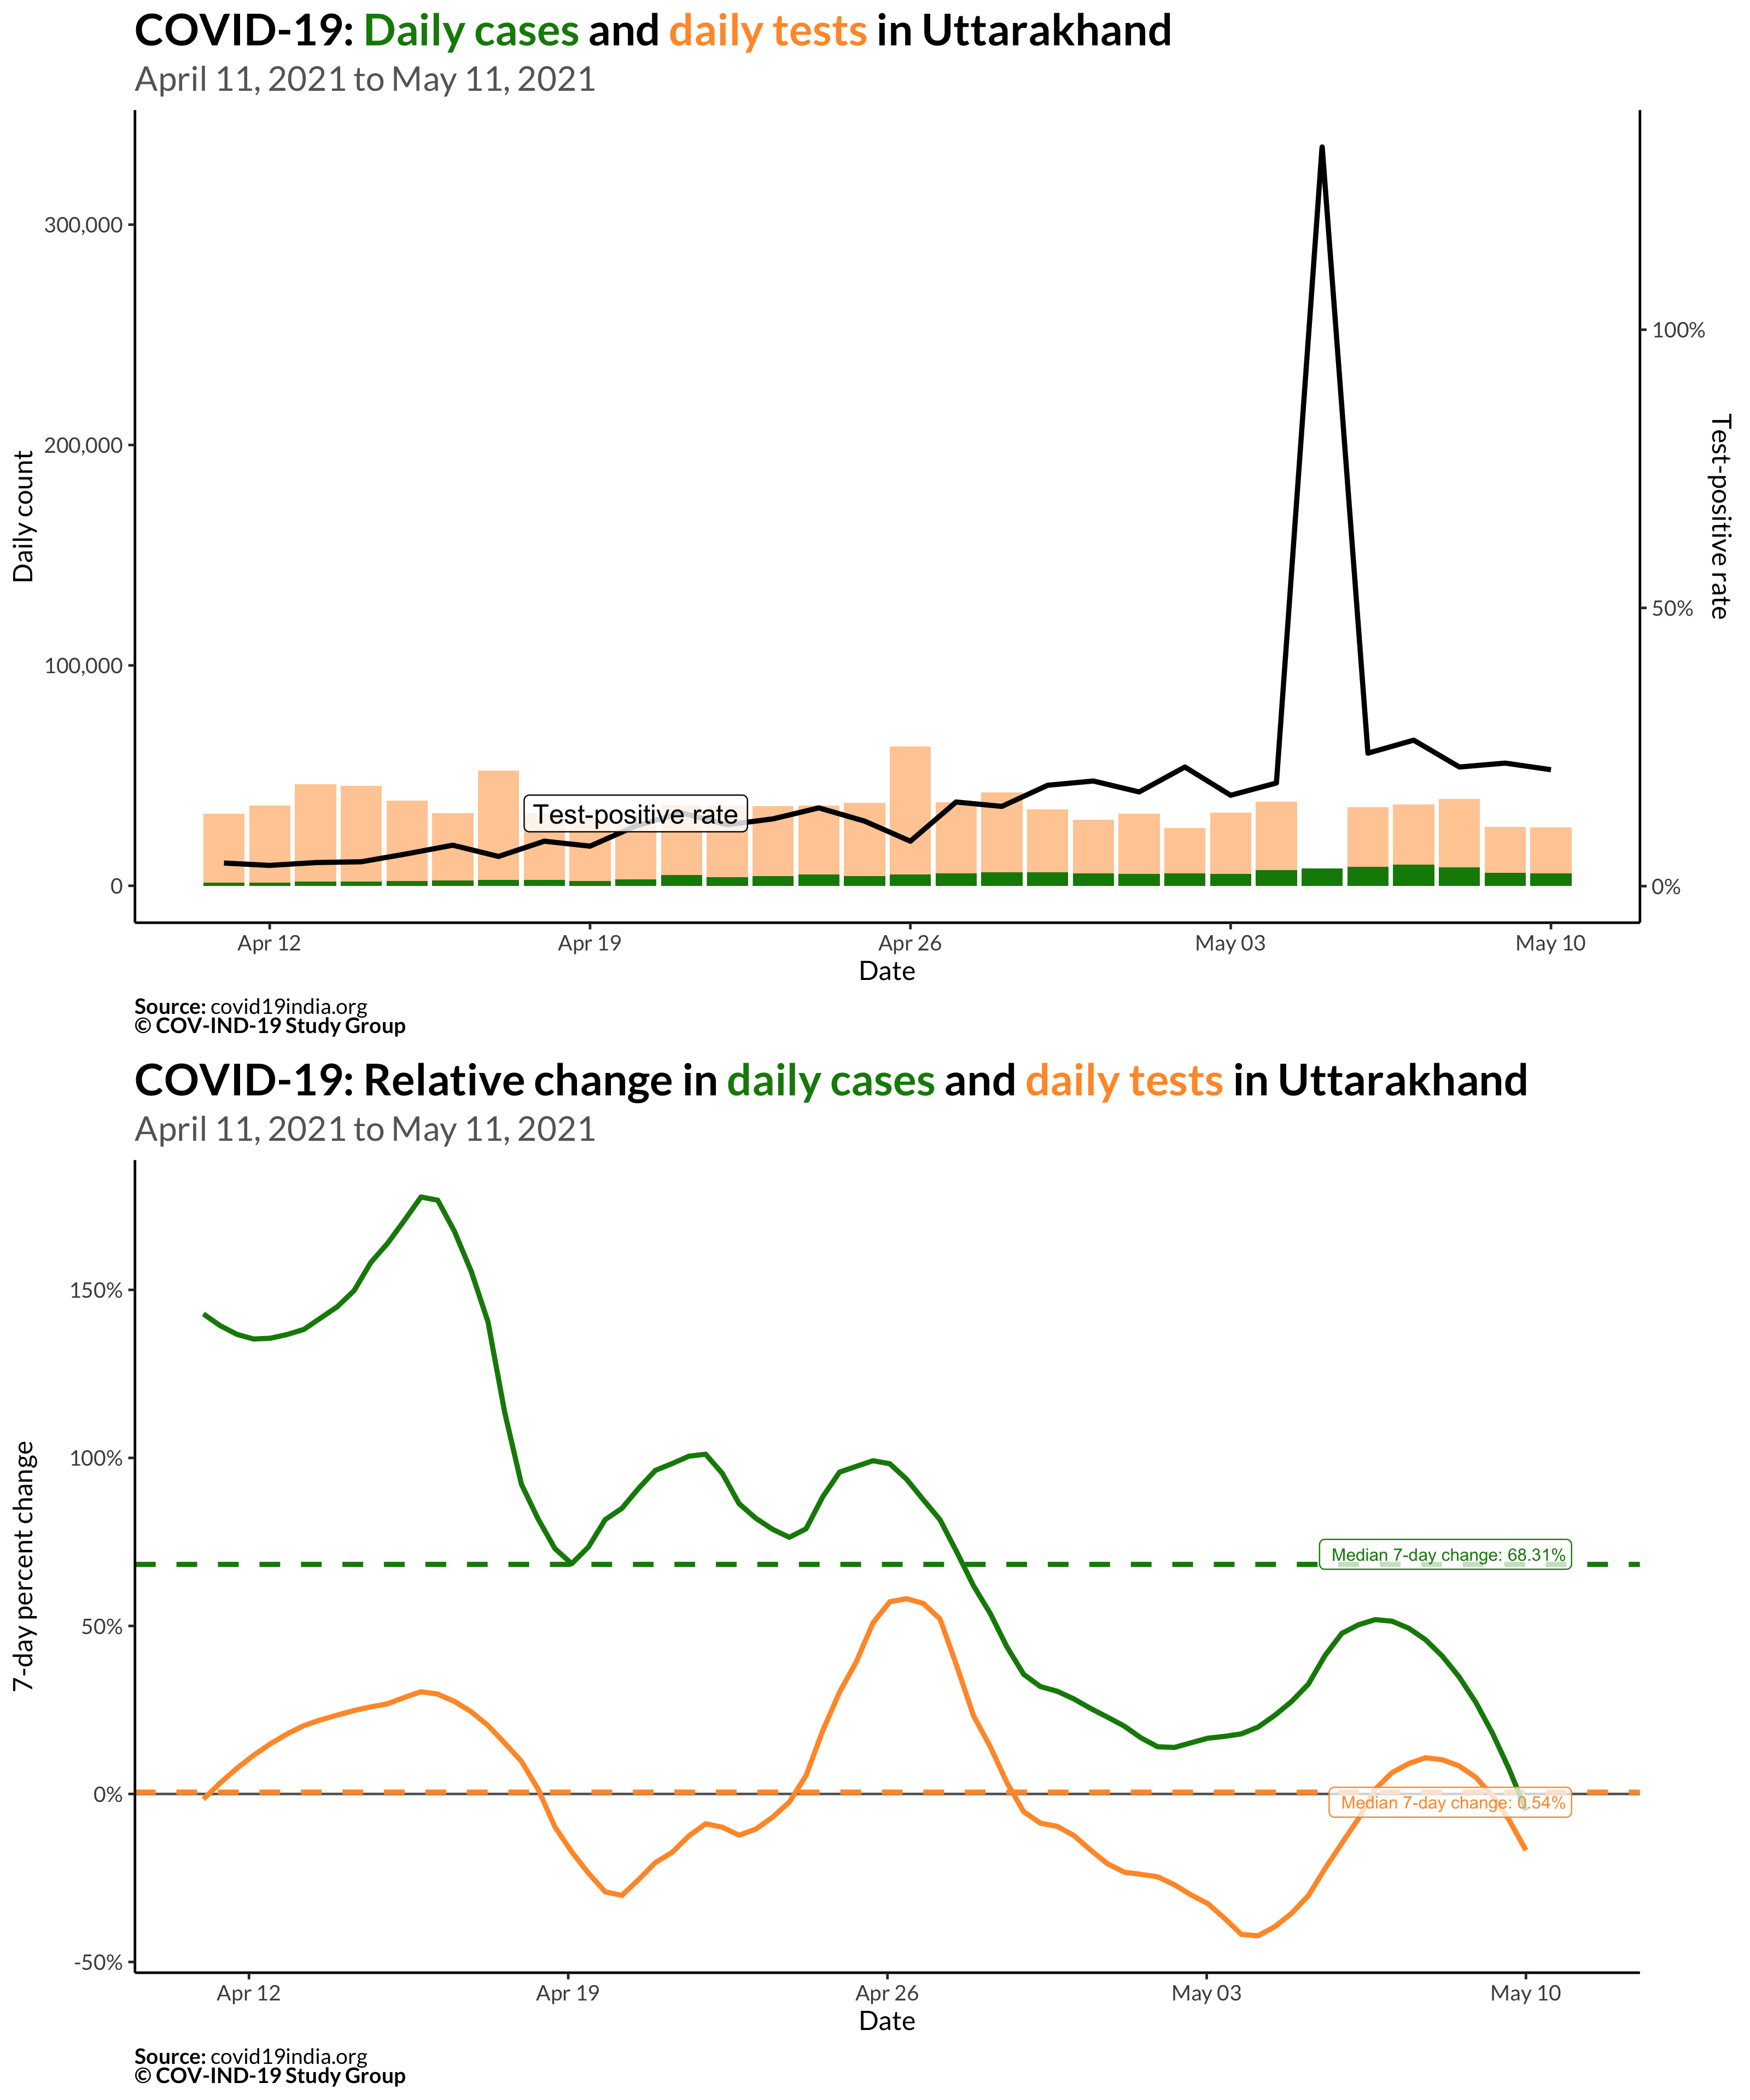 COVID-19: Daily cases and daily tests in Uttarakhand
April 11, 2021 to May 11, 2021
300,000
200,000
100,000
0
Daily count
100%
50%
0%
Test-positive rate
Test-positive rate
Apr 12
Apr 19
Apr 26
May 03
May 10
Date
Source: covid19india.org
© COV-IND-19 Study Group
COVID-19: Relative change in daily cases and daily tests in Uttarakhand
April 11, 2021 to May 11, 2021
150%
100%
50%
0%
-50%
7-day percent change
Median 7-day change: 68.31%
Median 7-day change: 0.54%
Apr 12
Apr 19
Apr 26
May 03
May 10
Date
Source: covid19india.org
© COV-IND-19 Study Group